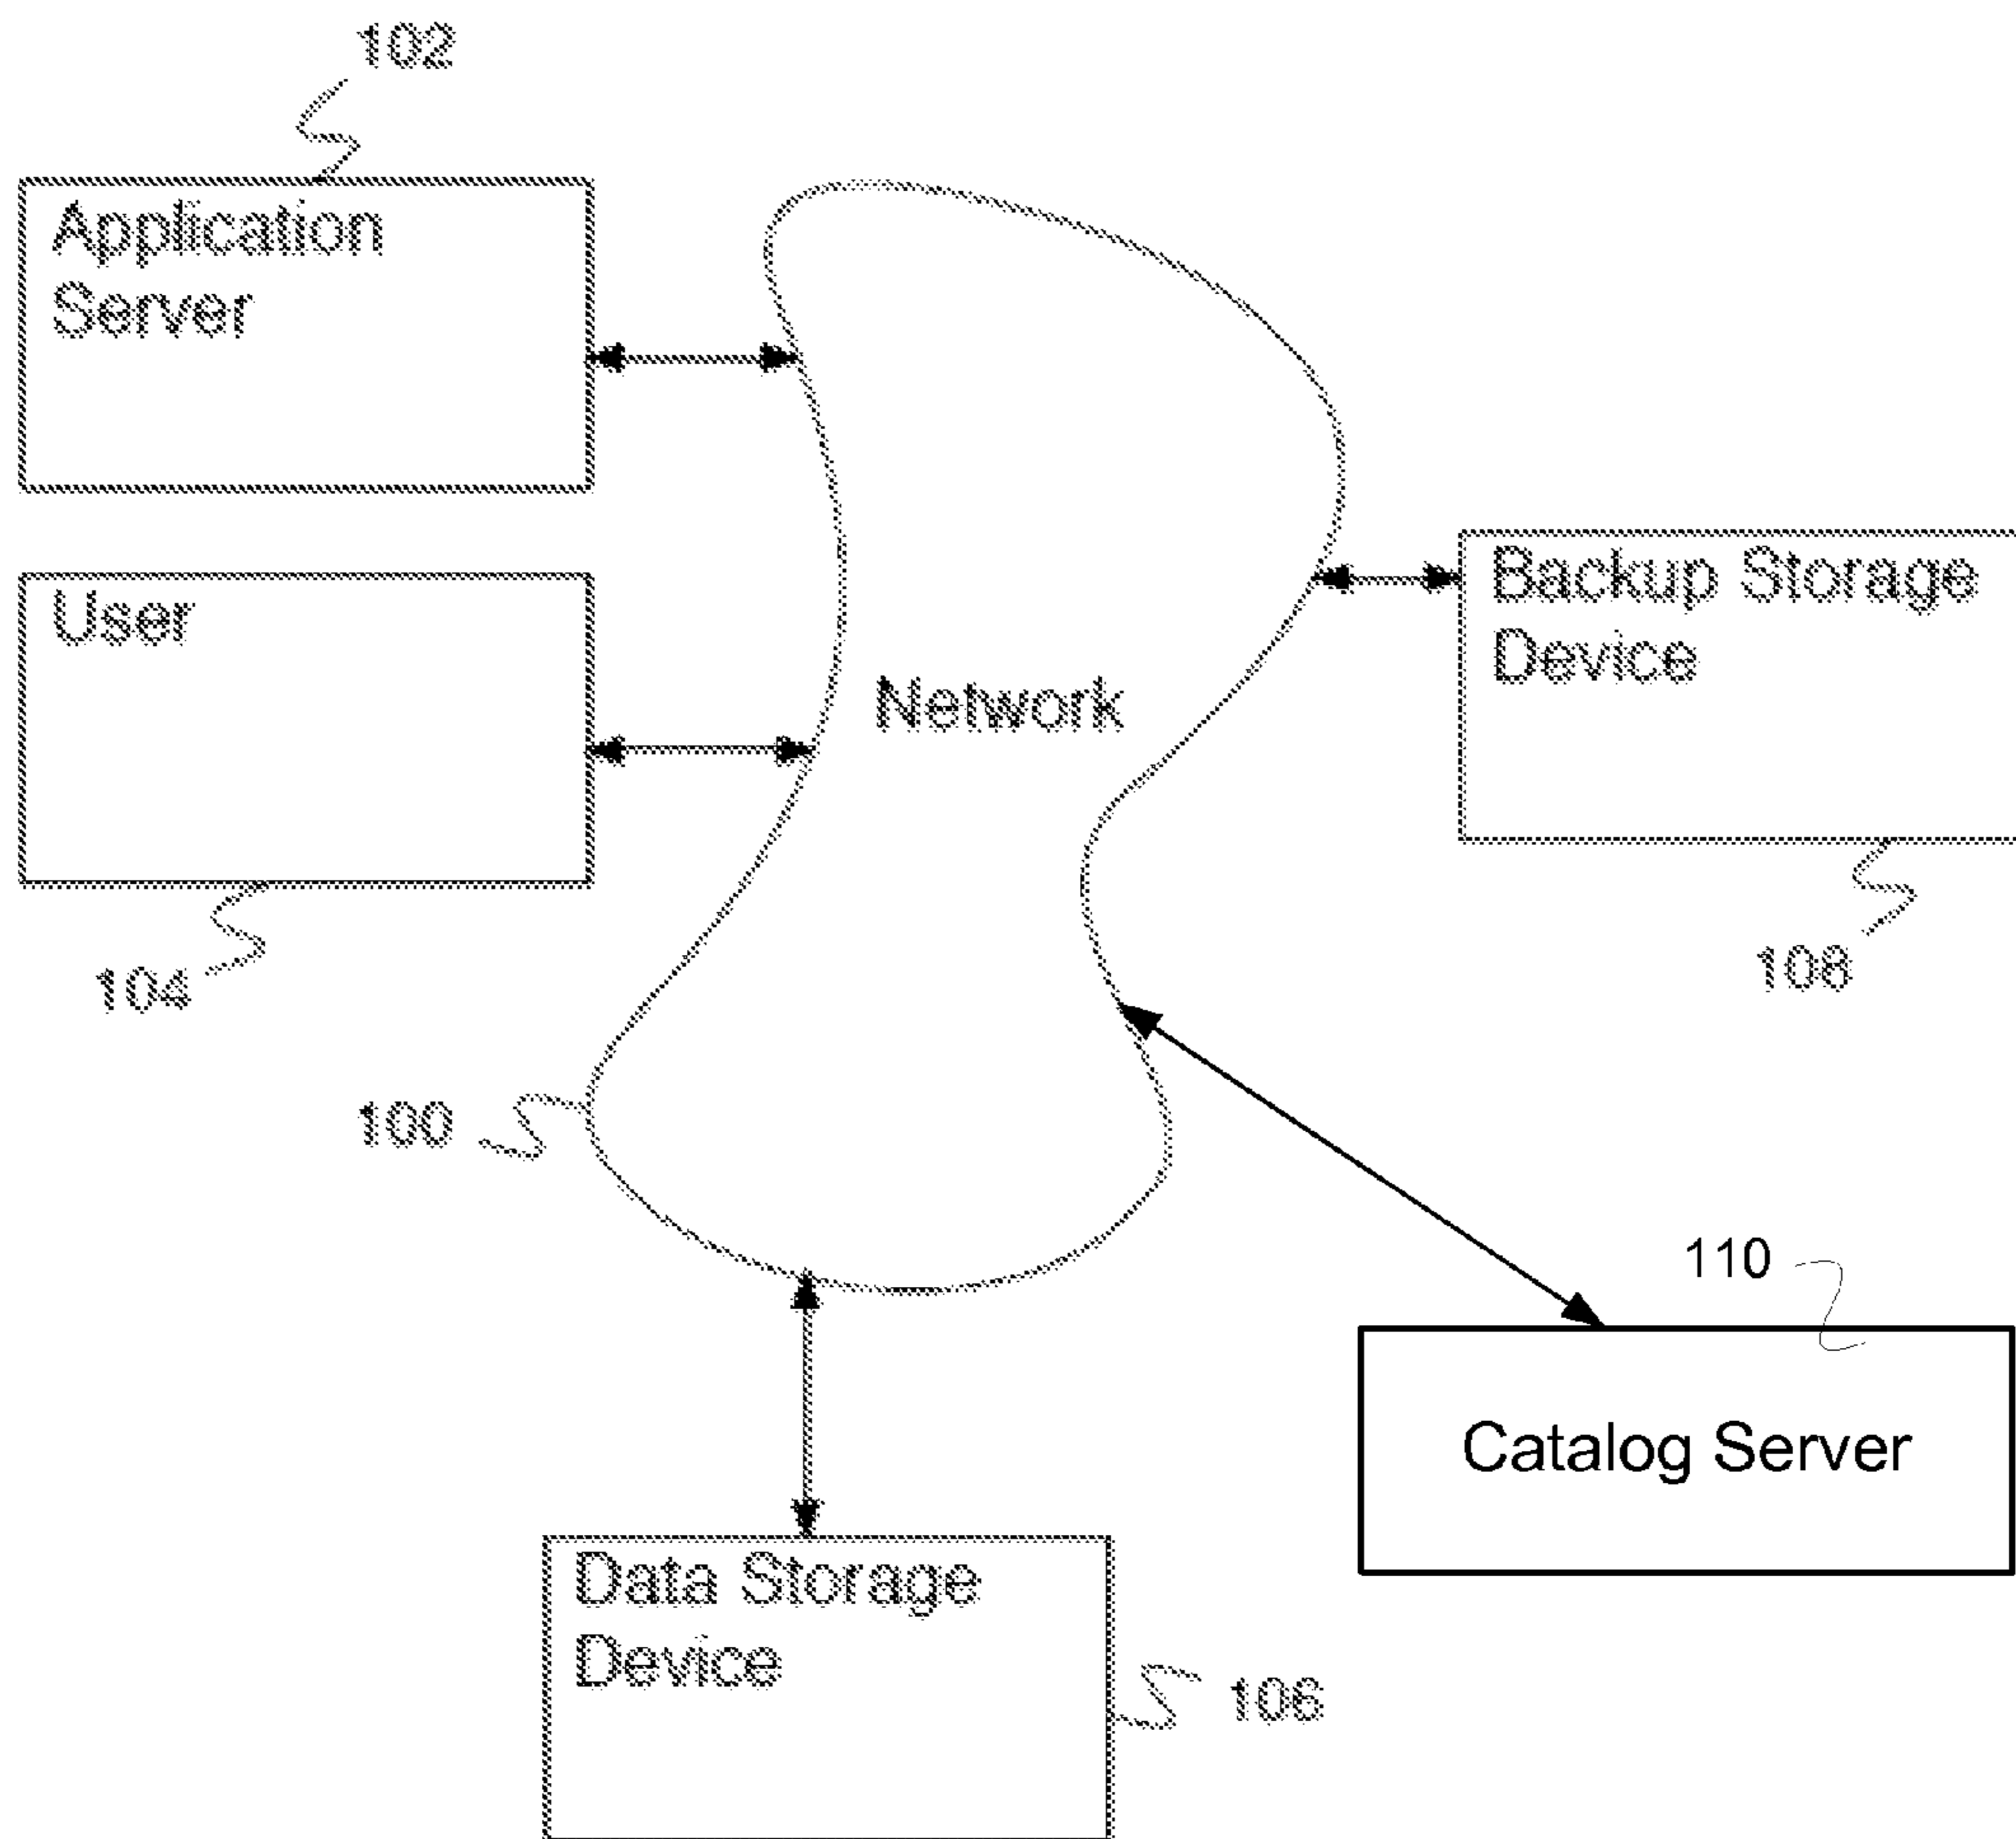 102
Application
Server
User
Network
Backup Storage
Device
104
108
100
110
Catalog Server
Data Storage
Device
106